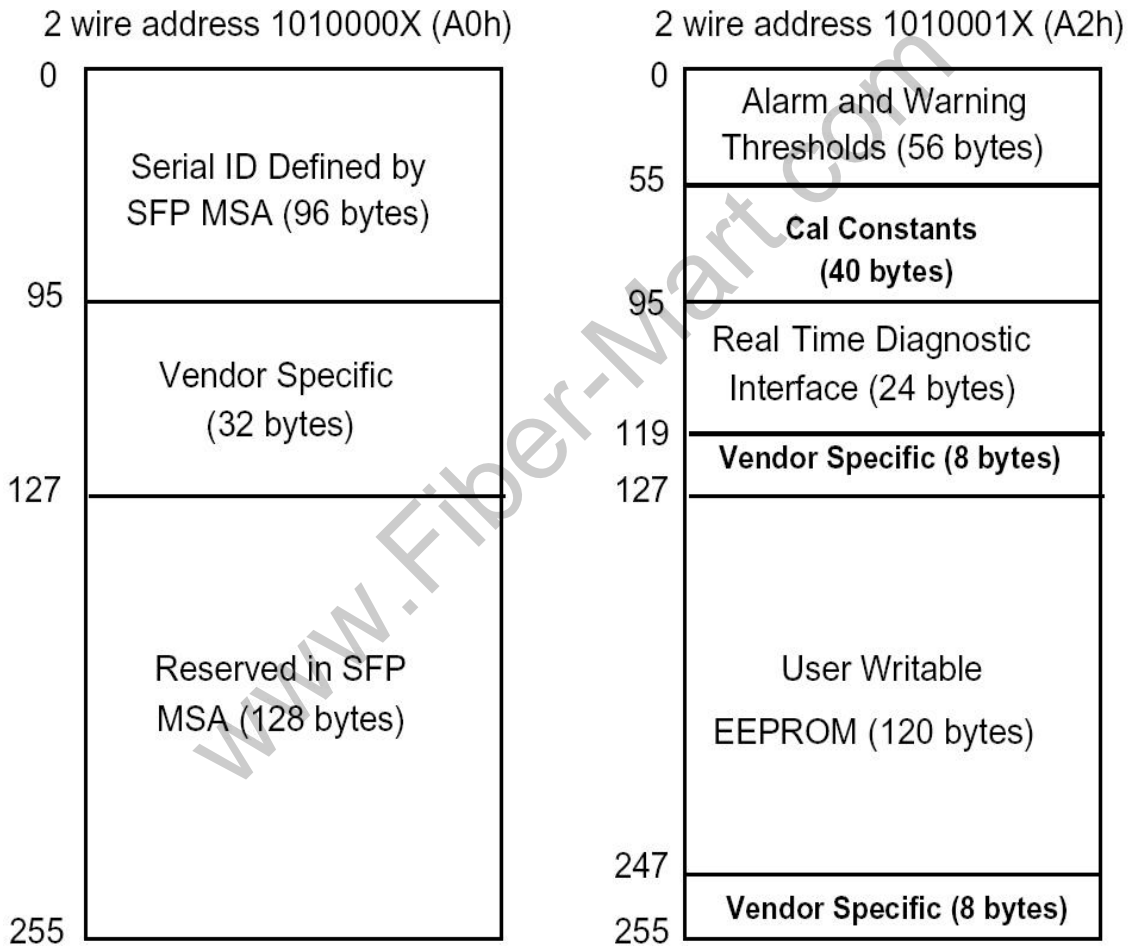 2 wire address 1010000X (A0h)
0
Serial ID Defined by
SFP MSA (96 bytes)
95
Vendor Specific
(32 bytes)
127
Reserved in SFP
MSA (128 bytes)
255
2 wire address 1010001X (A2h)
0
Alarm and Warning
Thresholds (56 bytes)
55
Cal Constants
(40 bytes)
95
Real Time Diagnostic
Interface (24 bytes)
119
Vendor Specific (8 bytes)
127
User Writable
EEPROM (120 bytes)
247
Vendor Specific (8 bytes)
255
www.Fiber-Mart.com